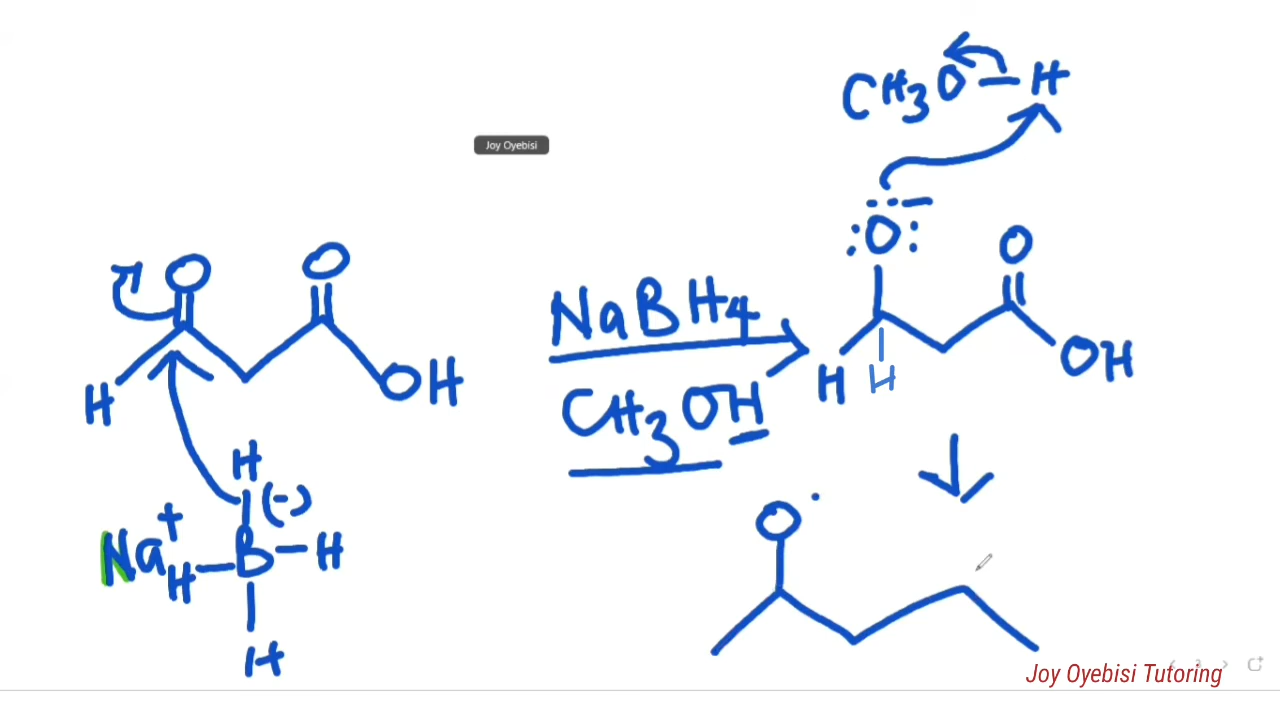 CH3O–H
Joy Oyebisi
:O:
O
O
O
NaBH4
H
OH
CH3OH
H
H
OH
H
(-)
Na+
H–B–H
H
O
Joy Oyebisi Tutoring